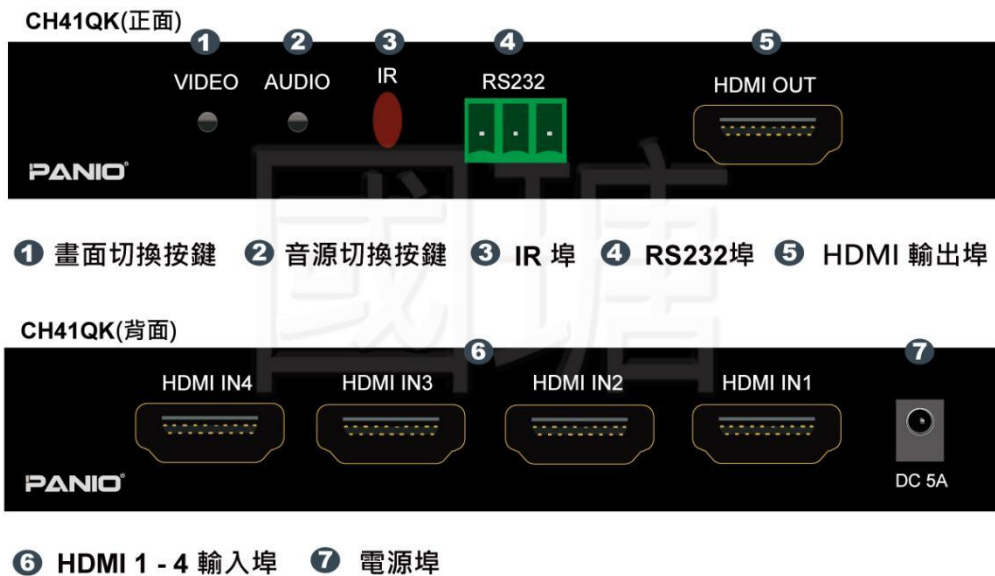 CH41QK(正面)
1 2 3 4 5
VIDEO AUDIO IR RS232 HDMI OUT
PANIO®
1 畫面切換按鍵 2 音源切換按鍵 3 IR 埠 4 RS232埠 5 HDMI 輸出埠
國瑭
CH41QK(背面)
6 7
HDMI IN4 HDMI IN3 HDMI IN2 HDMI IN1
DC 5A
PANIO®
6 HDMI 1 - 4 輸入埠 7 電源埠